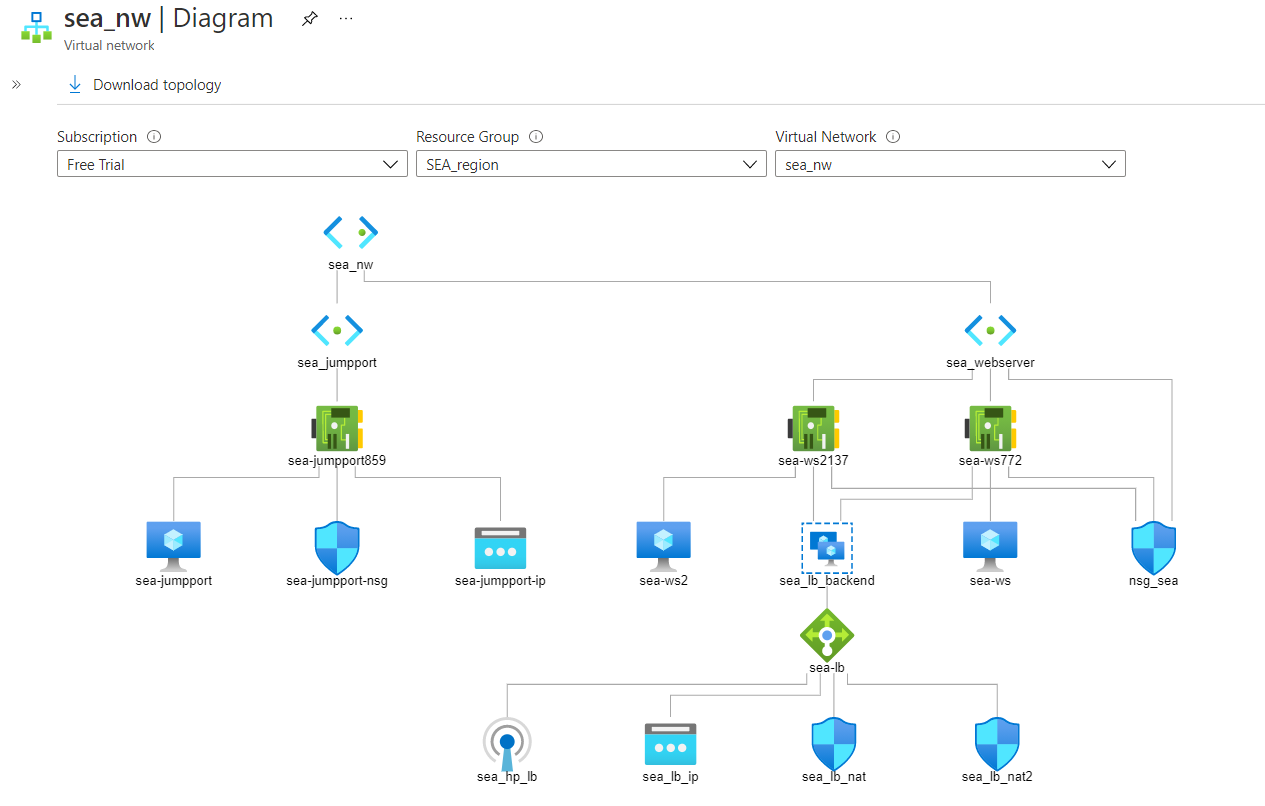 sea_nw | Diagram
Virtual network
Download topology
Subscription
Resource Group
Virtual Network
Free Trial
SEA_region
sea_nw
sea_nw
sea_jumpport
sea_webserver
sea-jumpport859
sea-ws2137
sea-ws772
sea-jumpport
sea-jumpport-nsg
sea-jumpport-ip
sea-ws2
sea_lb_backend
sea-ws
nsg_sea
sea-lb
sea_hp_lb
sea_lb_ip
sea_lb_nat
sea_lb_nat2